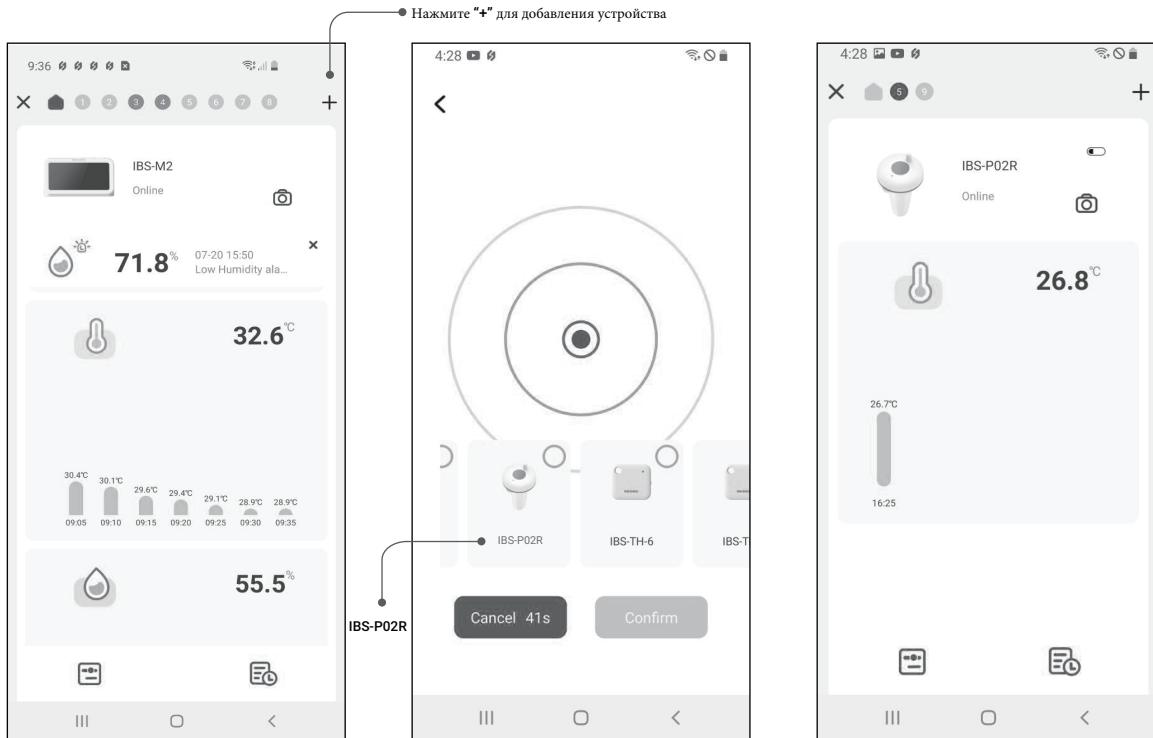 Нажмите "+" для добавления устройства
9:36
1 2 3 4 5 6 7 8 +
IBS-M2
Online
71.8%
07-20 15:50
Low Humidity ala...
32.6°C
30.4°C 30.1°C 29.6°C 29.4°C 29.1°C 28.9°C 28.9°C
09:05 09:10 09:15 09:20 09:25 09:30 09:35
55.5%
4:28
IBS-P02R IBS-TH-6 IBS-T
Cancel 41s Confirm
IBS-P02R
4:28
5 9 +
IBS-P02R
Online
26.8°C
26.7°C
16:25